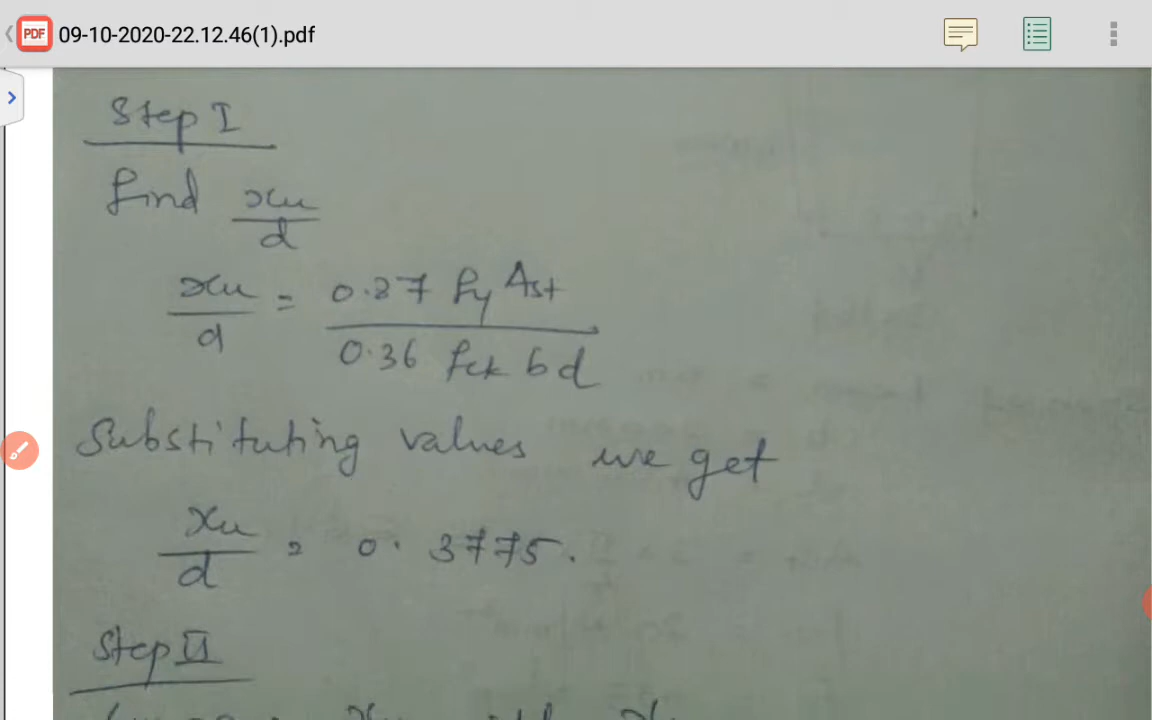 PDF 09-10-2020-22.12.46(1).pdf
Step I
find xu/d
xu/d = 0.87 fy Ast / 0.36 fck b d
Substituting values we get
xu/d = 0.3775.
Step II